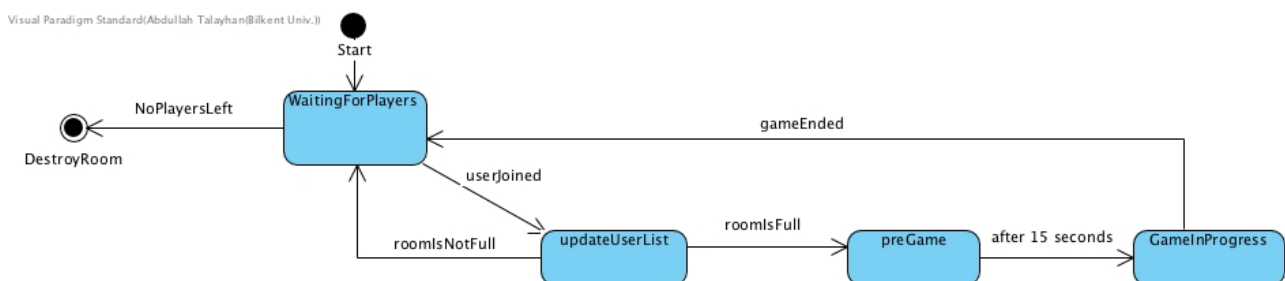 Visual Paradigm Standard(Abdullah Talayhan(Bilkent Univ.))
Start
WaitingForPlayers
NoPlayersLeft
DestroyRoom
gameEnded
userJoined
roomIsNotFull
updateUserList
roomIsFull
preGame
after 15 seconds
GameInProgress